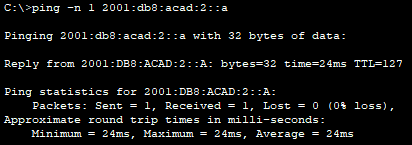 C:\>ping -n 1 2001:db8:acad:2::a
Pinging 2001:db8:acad:2::a with 32 bytes of data:
Reply from 2001:DB8:ACAD:2::A: bytes=32 time=24ms TTL=127
Ping statistics for 2001:DB8:ACAD:2::A:
Packets: Sent = 1, Received = 1, Lost = 0 (0% loss),
Approximate round trip times in milli-seconds:
Minimum = 24ms, Maximum = 24ms, Average = 24ms